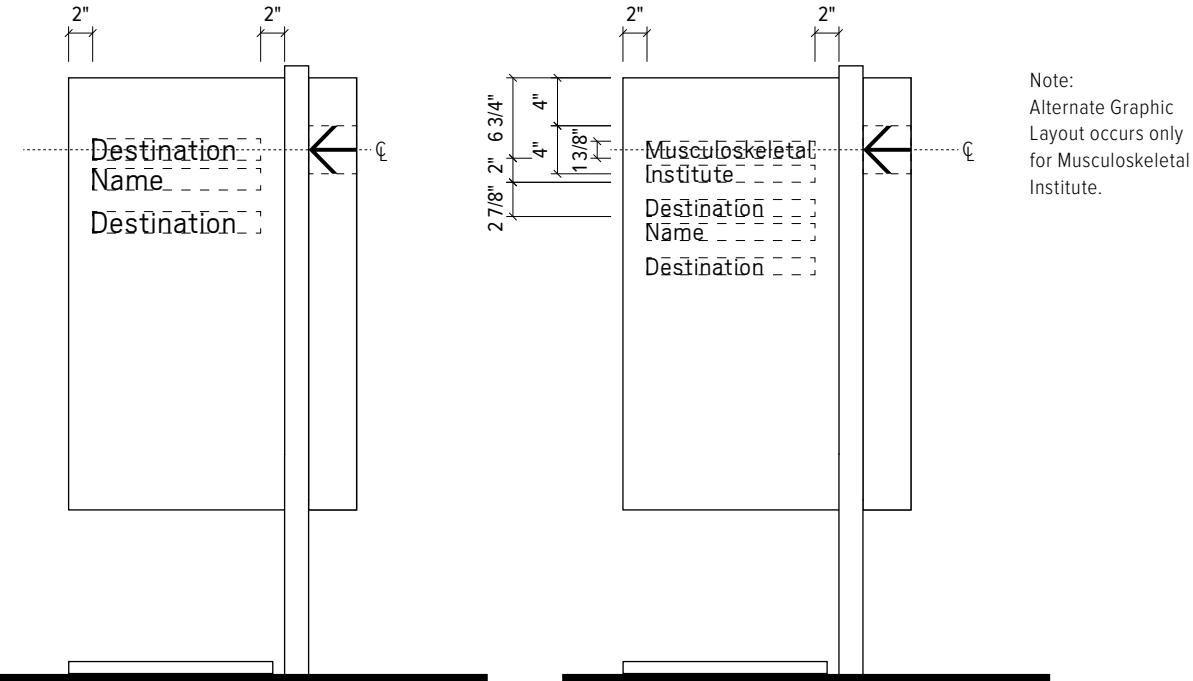 2"
2"
Destination
Name
Destination
℄
2"
2"
6 3/4"
2"
2 7/8"
4"
4"
1 3/8"
Musculoskeletal
Institute
Destination
Name
Destination
℄
Note:
Alternate Graphic
Layout occurs only
for Musculoskeletal
Institute.